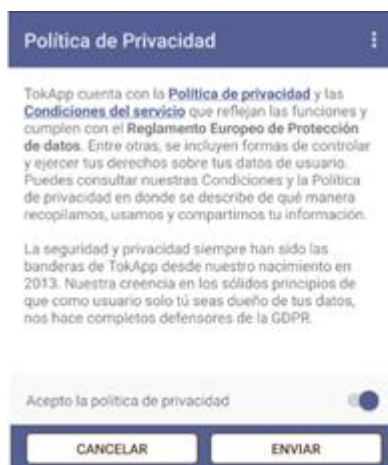 Política de Privacidad
TokApp cuenta con la Política de privacidad y las
Condiciones del servicio que reflejan las funciones y
cumplen con el Reglamento Europeo de Protección
de datos. Entre otras, se incluyen formas de controlar
y ejercer tus derechos sobre tus datos de usuario.
Puedes consultar nuestras Condiciones y la Política
de privacidad en donde se describe de qué manera
recopilamos, usamos y compartimos tu información.
La seguridad y privacidad siempre han sido las
banderas de TokApp desde nuestro nacimiento en
2013. Nuestra creencia en los sólidos principios de
que como usuario solo tú seas dueño de tus datos,
nos hace completos defensores de la GDPR.
Acepto la política de privacidad
CANCELAR
ENVIAR